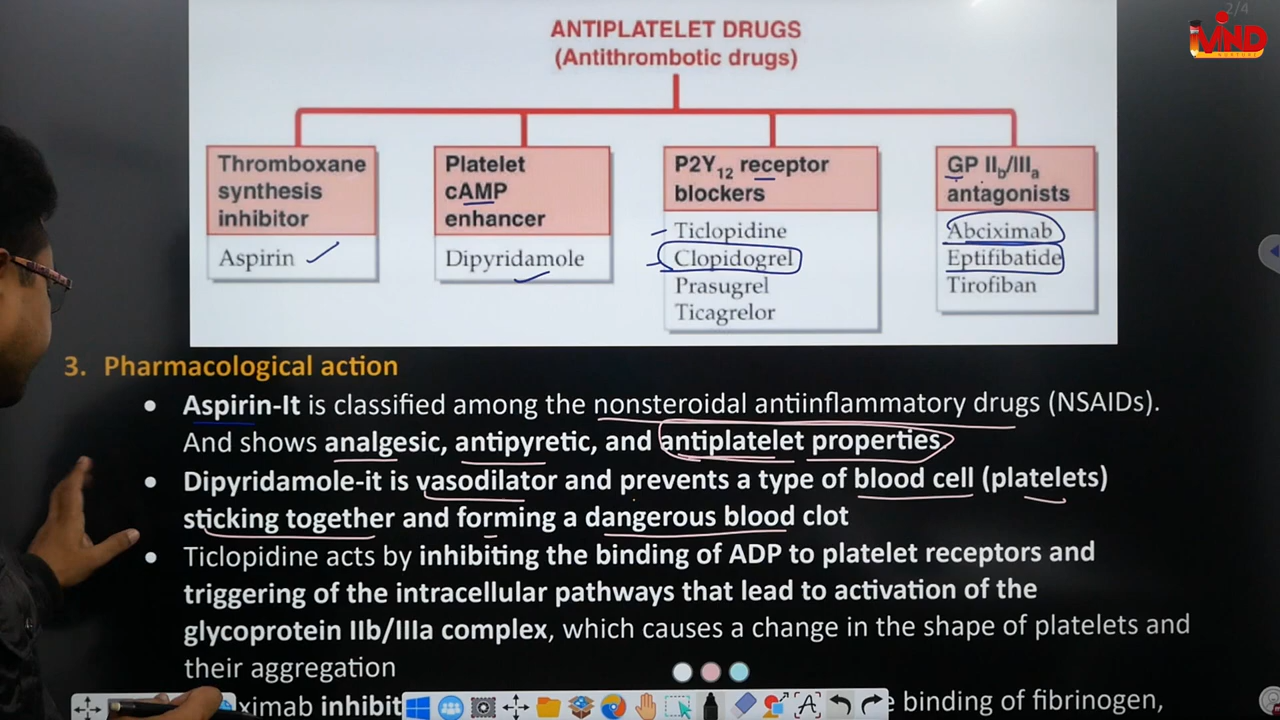 2/4
MIND
ANTIPLATELET DRUGS
(Antithrombotic drugs)
Thromboxane
synthesis
inhibitor
Aspirin
Platelet
cAMP
enhancer
Dipyridamole
P2Y12 receptor
blockers
Ticlopidine
Clopidogrel
Prasugrel
Ticagrelor
GP IIb/IIIa
antagonists
Abciximab
Eptifibatide
Tirofiban
3. Pharmacological action
• Aspirin-It is classified among the nonsteroidal antiinflammatory drugs (NSAIDs).
And shows analgesic, antipyretic, and antiplatelet properties.
• Dipyridamole-it is vasodilator and prevents a type of blood cell (platelets)
sticking together and forming a dangerous blood clot
• Ticlopidine acts by inhibiting the binding of ADP to platelet receptors and
triggering of the intracellular pathways that lead to activation of the
glycoprotein IIb/IIIa complex, which causes a change in the shape of platelets and
their aggregation
ximab inhibit binding of fibrinogen,